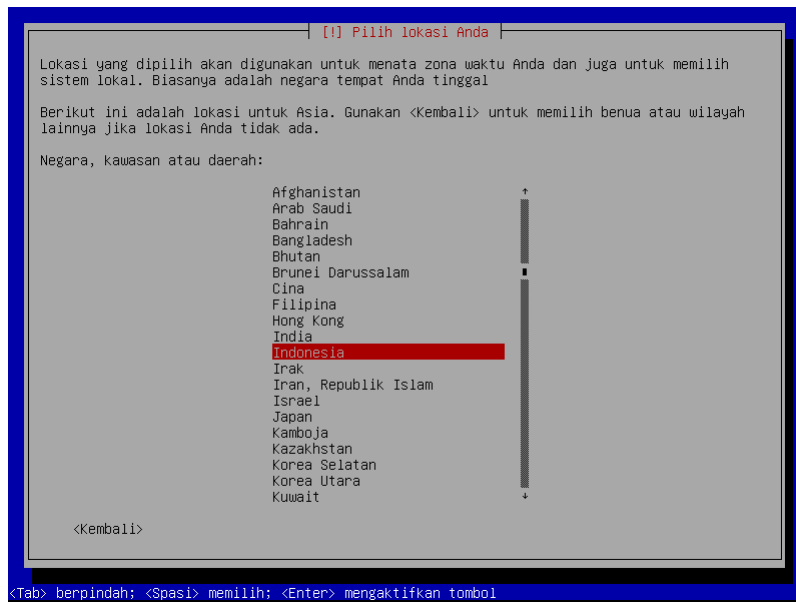 [!] Pilih lokasi Anda
Lokasi yang dipilih akan digunakan untuk menata zona waktu Anda dan juga untuk memilih
sistem lokal. Biasanya adalah negara tempat Anda tinggal
Berikut ini adalah lokasi untuk Asia. Gunakan <Kembali> untuk memilih benua atau wilayah
lainnya jika lokasi Anda tidak ada.
Negara, kawasan atau daerah:
Afghanistan
Arab Saudi
Bahrain
Bangladesh
Bhutan
Brunei Darussalam
Cina
Filipina
Hong Kong
India
Indonesia
Irak
Iran, Republik Islam
Israel
Japan
Kamboja
Kazakhstan
Korea Selatan
Korea Utara
Kuwait
<Kembali>
<Tab> berpindah; <Spasi> memilih; <Enter> mengaktifkan tombol